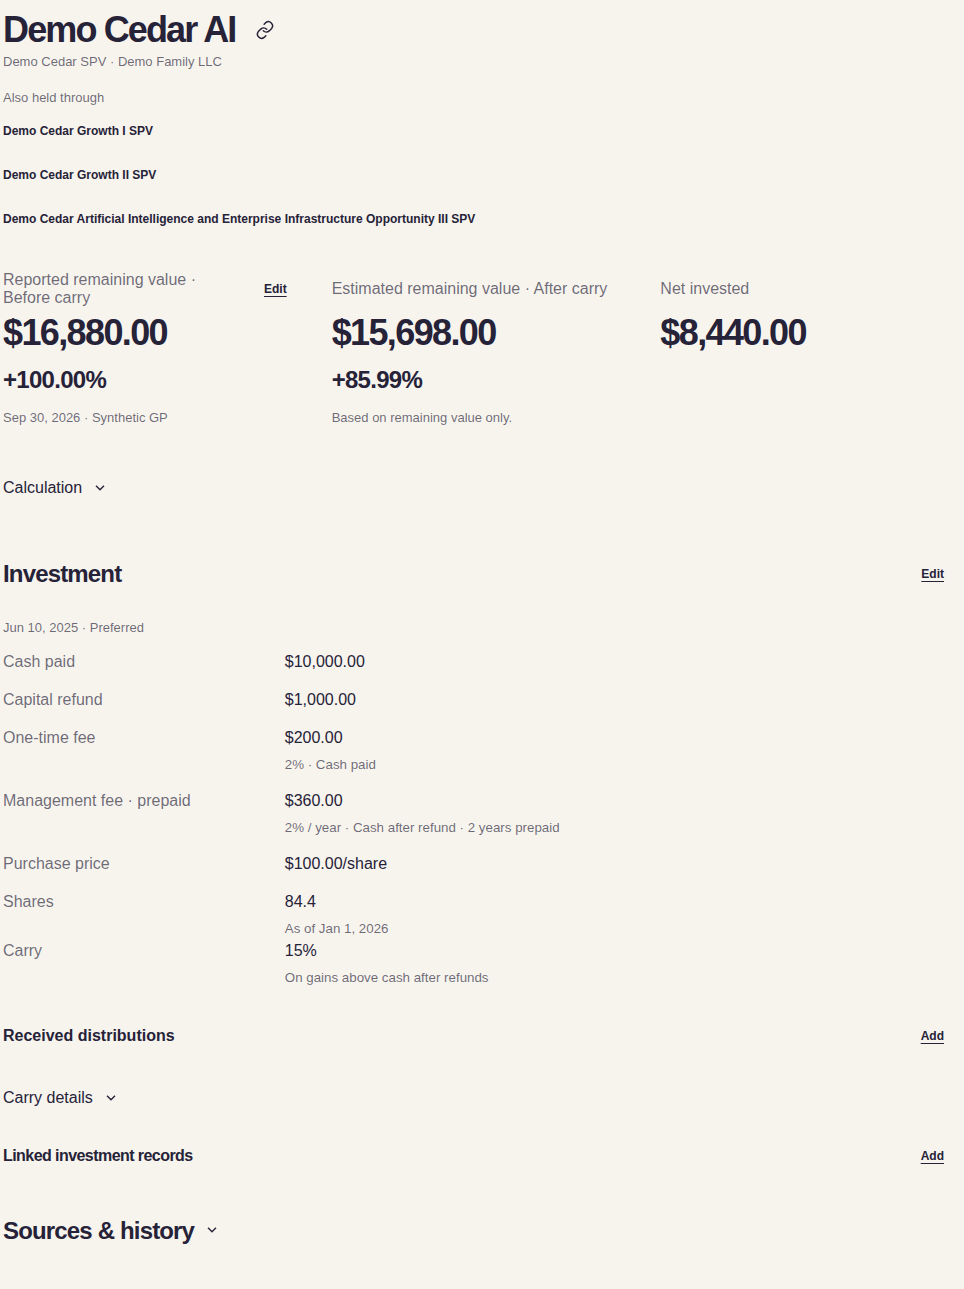 Demo Cedar AI
Demo Cedar SPV · Demo Family LLC
Also held through
Demo Cedar Growth I SPV
Demo Cedar Growth II SPV
Demo Cedar Artificial Intelligence and Enterprise Infrastructure Opportunity III SPV
Reported remaining value ·
Before carry
Edit
$16,880.00
+100.00%
Sep 30, 2026 · Synthetic GP
Estimated remaining value · After carry
$15,698.00
+85.99%
Based on remaining value only.
Net invested
$8,440.00
Calculation
Investment
Edit
Jun 10, 2025 · Preferred
Cash paid
$10,000.00
Capital refund
$1,000.00
One-time fee
$200.00
2% · Cash paid
Management fee · prepaid
$360.00
2% / year · Cash after refund · 2 years prepaid
Purchase price
$100.00/share
Shares
84.4
As of Jan 1, 2026
Carry
15%
On gains above cash after refunds
Received distributions
Add
Carry details
Linked investment records
Add
Sources & history